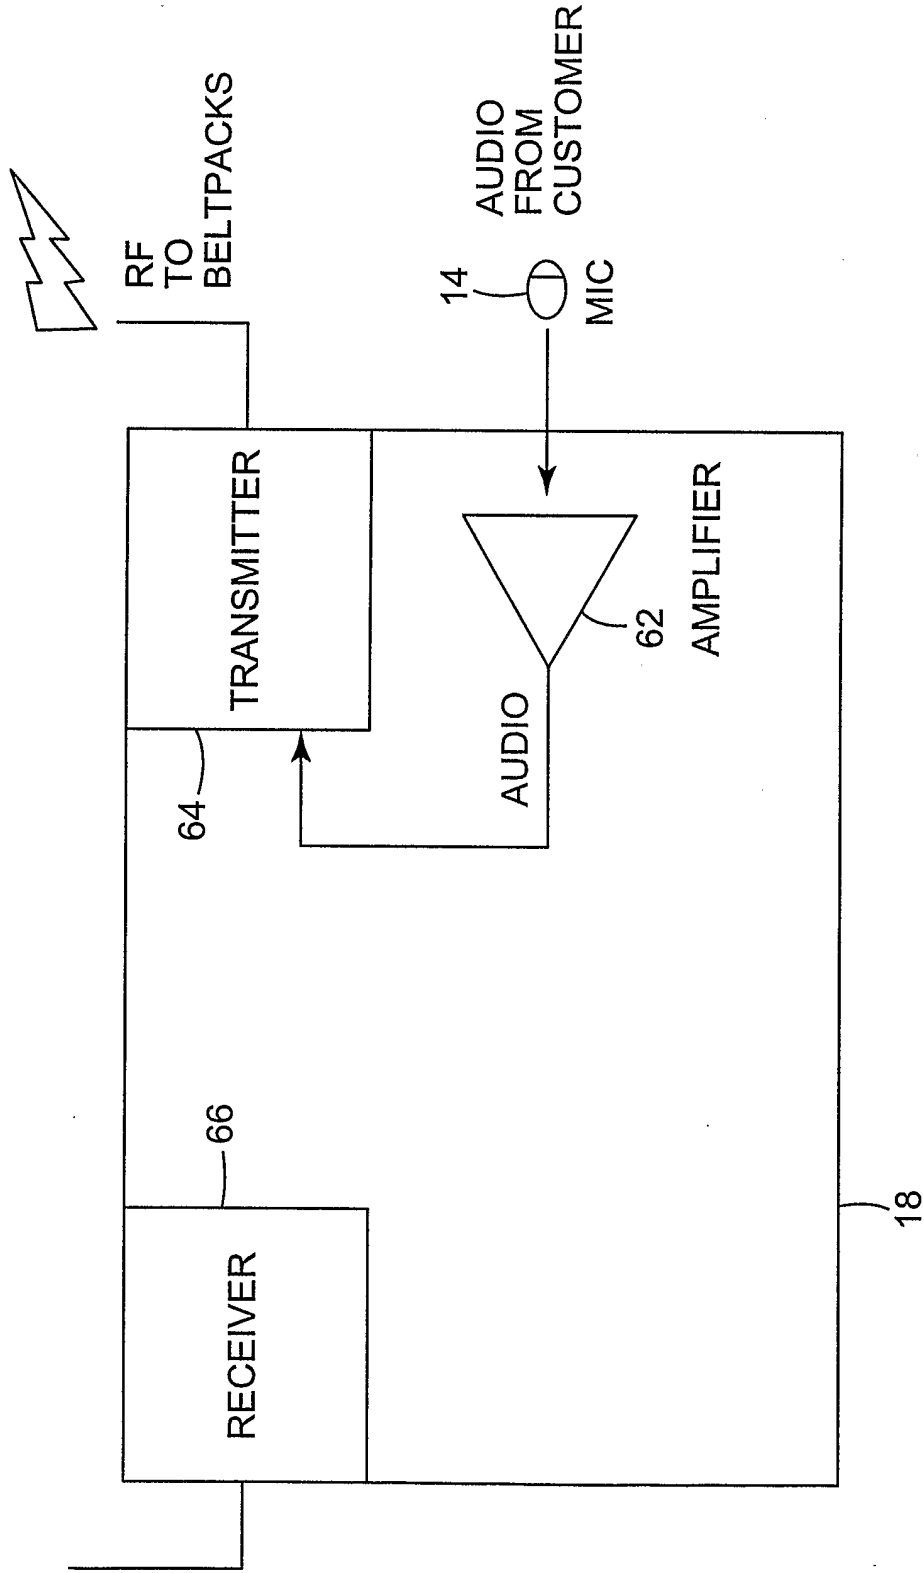 RF
TO
BELTPACKS
AUDIO
FROM
CUSTOMER
14
MIC
TRANSMITTER
64
AUDIO
62
AMPLIFIER
RECEIVER
66
18